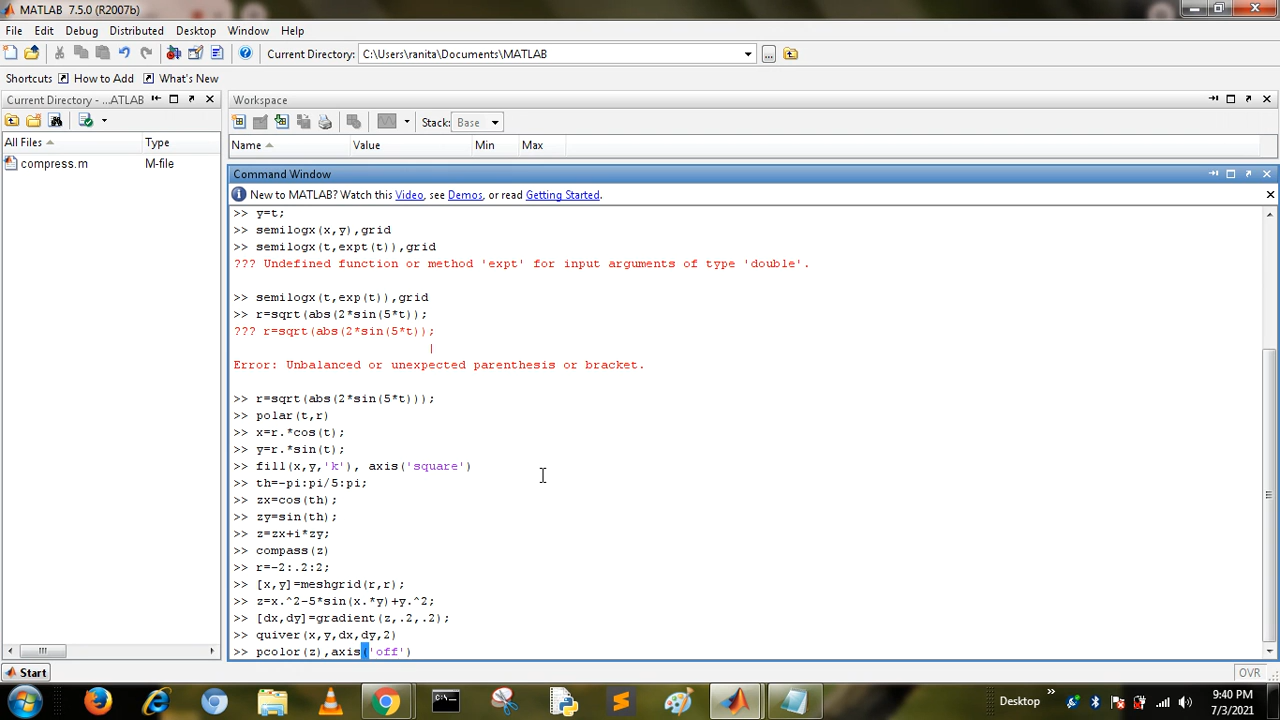 MATLAB 7.5.0 (R2007b)
File Edit Debug Distributed Desktop Window Help
Current Directory: C:\Users\ranita\Documents\MATLAB ...
Shortcuts How to Add What's New
Current Directory - ...ATLAB
All Files Type
compress.m M-file
Workspace
Stack: Base
Name Value Min Max
Command Window
New to MATLAB? Watch this Video, see Demos, or read Getting Started.
>> y=t;
>> semilogx(x,y),grid
>> semilogx(t,expt(t)),grid
??? Undefined function or method 'expt' for input arguments of type 'double'.
>> semilogx(t,exp(t)),grid
>> r=sqrt(abs(2*sin(5*t));
??? r=sqrt(abs(2*sin(5*t));
|
Error: Unbalanced or unexpected parenthesis or bracket.
>> r=sqrt(abs(2*sin(5*t)));
>> polar(t,r)
>> x=r.*cos(t);
>> y=r.*sin(t);
>> fill(x,y,'k'), axis('square')
>> th=-pi:pi/5:pi;
>> zx=cos(th);
>> zy=sin(th);
>> z=zx+i*zy;
>> compass(z)
>> r=-2:.2:2;
>> [x,y]=meshgrid(r,r);
>> z=x.^2-5*sin(x.*y)+y.^2;
>> [dx,dy]=gradient(z,.2,.2);
>> quiver(x,y,dx,dy,2)
>> pcolor(z),axis('off')
Start OVR
Desktop » 9:40 PM
7/3/2021